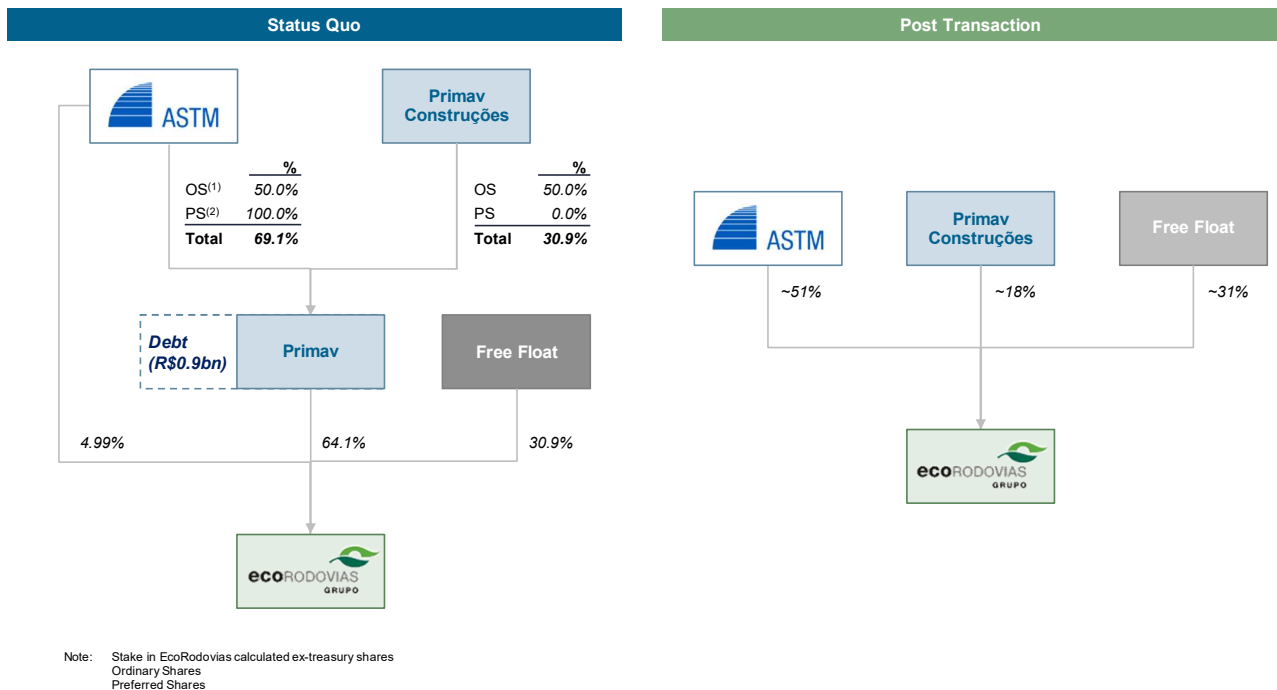 Status Quo
Post Transaction
ASTM
Primav
Construções
%
OS(1) 50.0%
PS(2) 100.0%
Total 69.1%
%
OS 50.0%
PS 0.0%
Total 30.9%
Debt
(R$0.9bn)
Primav
Free Float
4.99%
64.1%
30.9%
ecoRODOVIAS
GRUPO
ASTM
Primav
Construções
Free Float
~51%
~18%
~31%
ecoRODOVIAS
GRUPO
Note: Stake in EcoRodovias calculated ex-treasury shares
Ordinary Shares
Preferred Shares